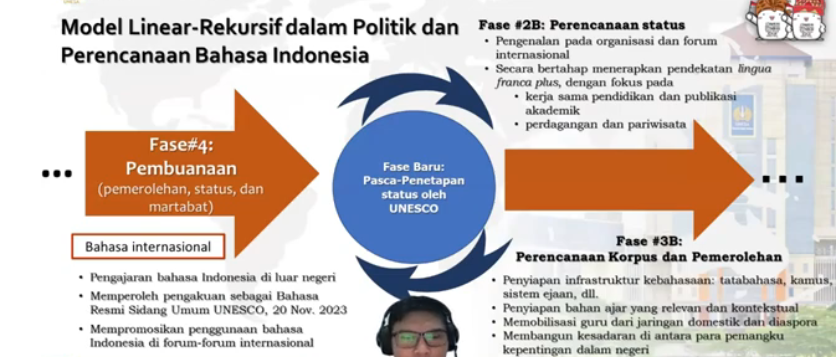 Model Linear-Rekursif dalam Politik dan
Perencanaan Bahasa Indonesia
Fase#4:
Pembuanaan
(pemerolehan, status, dan
martabat)
Bahasa internasional
• Pengajaran bahasa Indonesia di luar negeri
• Memperoleh pengakuan sebagai Bahasa
Resmi Sidang Umum UNESCO, 20 Nov. 2023
• Mempromosikan penggunaan bahasa
Indonesia di forum-forum internasional
Fase Baru:
Pasca-Penetapan
status oleh
UNESCO
Fase #2B: Perencanaan status
• Pengenalan pada organisasi dan forum
internasional
• Secara bertahap menerapkan pendekatan lingua
franca plus, dengan fokus pada
• kerja sama pendidikan dan publikasi
akademik
• perdagangan dan pariwisata
Fase #3B:
Perencanaan Korpus dan Pemerolehan
• Penyiapan infrastruktur kebahasaan: tatabahasa, kamus,
sistem ejaan, dll.
• Penyiapan bahan ajar yang relevan dan kontekstual
• Memobilisasi guru dari jaringan domestik dan diaspora
• Membangun kesadaran di antara para pemangku
kepentingan dalam negeri